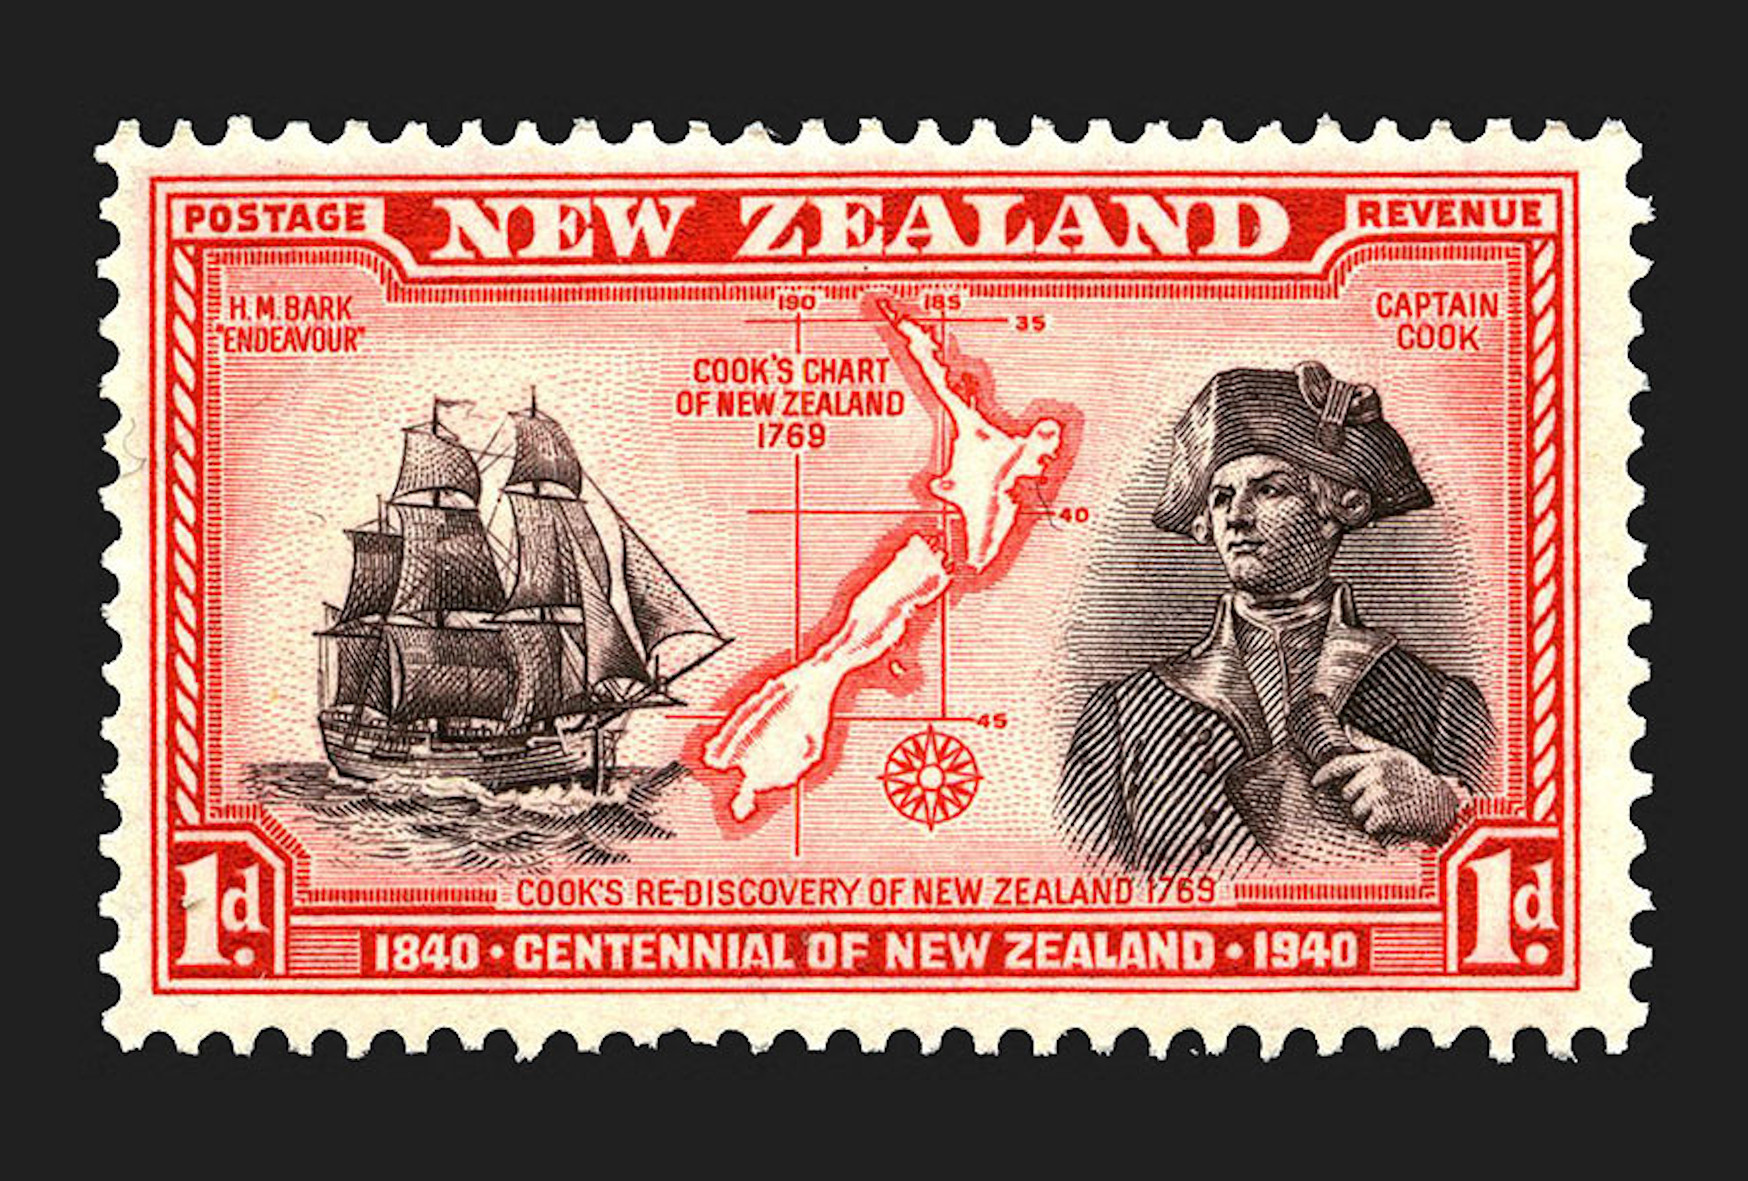 POSTAGE
NEW ZEALAND
REVENUE
H.M. BARK
"ENDEAVOUR"
190
185
35
COOK'S CHART
OF NEW ZEALAND
1769
CAPTAIN
COOK
40
45
COOK'S RE-DISCOVERY OF NEW ZEALAND 1769
1d.
1840 • CENTENNIAL OF NEW ZEALAND • 1940
1d.